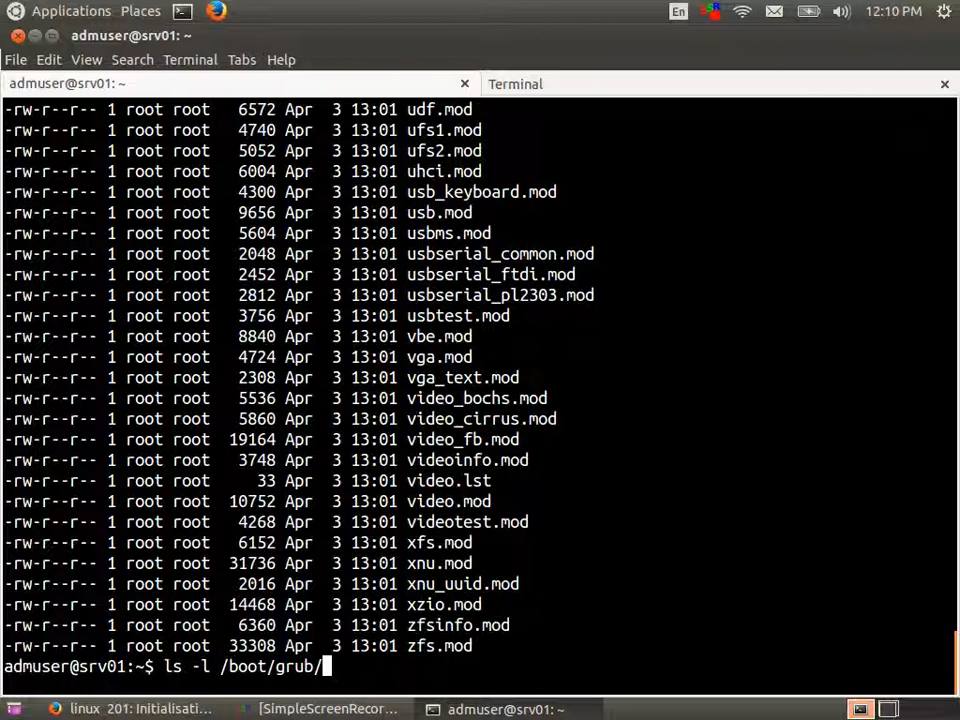 Applications Places En 12:10 PM
admuser@srv01: ~
File Edit View Search Terminal Tabs Help
admuser@srv01: ~ × Terminal ×
-rw-r--r-- 1 root root 6572 Apr 3 13:01 udf.mod
-rw-r--r-- 1 root root 4740 Apr 3 13:01 ufs1.mod
-rw-r--r-- 1 root root 5052 Apr 3 13:01 ufs2.mod
-rw-r--r-- 1 root root 6004 Apr 3 13:01 uhci.mod
-rw-r--r-- 1 root root 4300 Apr 3 13:01 usb_keyboard.mod
-rw-r--r-- 1 root root 9656 Apr 3 13:01 usb.mod
-rw-r--r-- 1 root root 5604 Apr 3 13:01 usbms.mod
-rw-r--r-- 1 root root 2048 Apr 3 13:01 usbserial_common.mod
-rw-r--r-- 1 root root 2452 Apr 3 13:01 usbserial_ftdi.mod
-rw-r--r-- 1 root root 2812 Apr 3 13:01 usbserial_pl2303.mod
-rw-r--r-- 1 root root 3756 Apr 3 13:01 usbtest.mod
-rw-r--r-- 1 root root 8840 Apr 3 13:01 vbe.mod
-rw-r--r-- 1 root root 4724 Apr 3 13:01 vga.mod
-rw-r--r-- 1 root root 2308 Apr 3 13:01 vga_text.mod
-rw-r--r-- 1 root root 5536 Apr 3 13:01 video_bochs.mod
-rw-r--r-- 1 root root 5860 Apr 3 13:01 video_cirrus.mod
-rw-r--r-- 1 root root 19164 Apr 3 13:01 video_fb.mod
-rw-r--r-- 1 root root 3748 Apr 3 13:01 videoinfo.mod
-rw-r--r-- 1 root root 33 Apr 3 13:01 video.lst
-rw-r--r-- 1 root root 10752 Apr 3 13:01 video.mod
-rw-r--r-- 1 root root 4268 Apr 3 13:01 videotest.mod
-rw-r--r-- 1 root root 6152 Apr 3 13:01 xfs.mod
-rw-r--r-- 1 root root 31736 Apr 3 13:01 xnu.mod
-rw-r--r-- 1 root root 2016 Apr 3 13:01 xnu_uuid.mod
-rw-r--r-- 1 root root 14468 Apr 3 13:01 xzio.mod
-rw-r--r-- 1 root root 6360 Apr 3 13:01 zfsinfo.mod
-rw-r--r-- 1 root root 33308 Apr 3 13:01 zfs.mod
admuser@srv01:~$ ls -l /boot/grub/
linux 201: Initialisati... [SimpleScreenRecor... admuser@srv01: ~